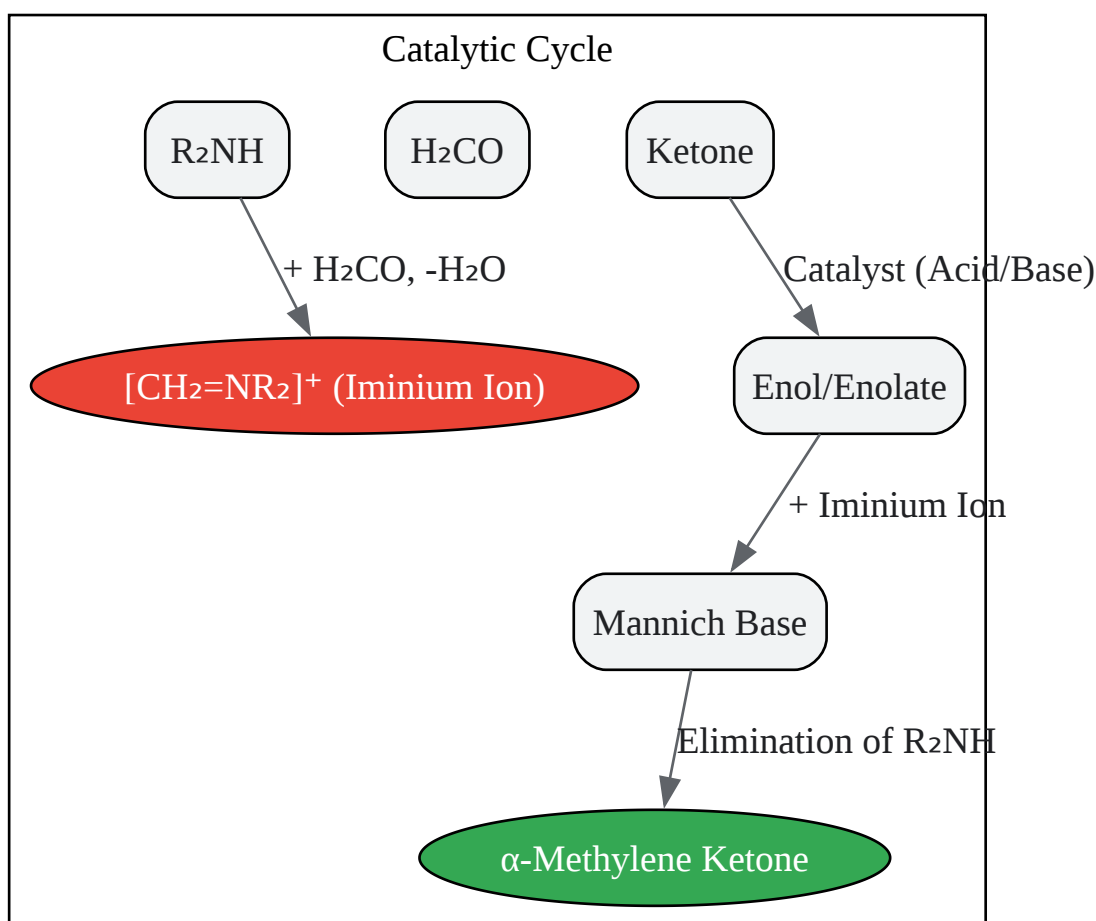 Catalytic Cycle
R₂NH
H₂CO
Ketone
+ H₂CO, -H₂O
Catalyst (Acid/Base)
[CH₂=NR₂]⁺ (Iminium Ion)
Enol/Enolate
+ Iminium Ion
Mannich Base
Elimination of R₂NH
α-Methylene Ketone